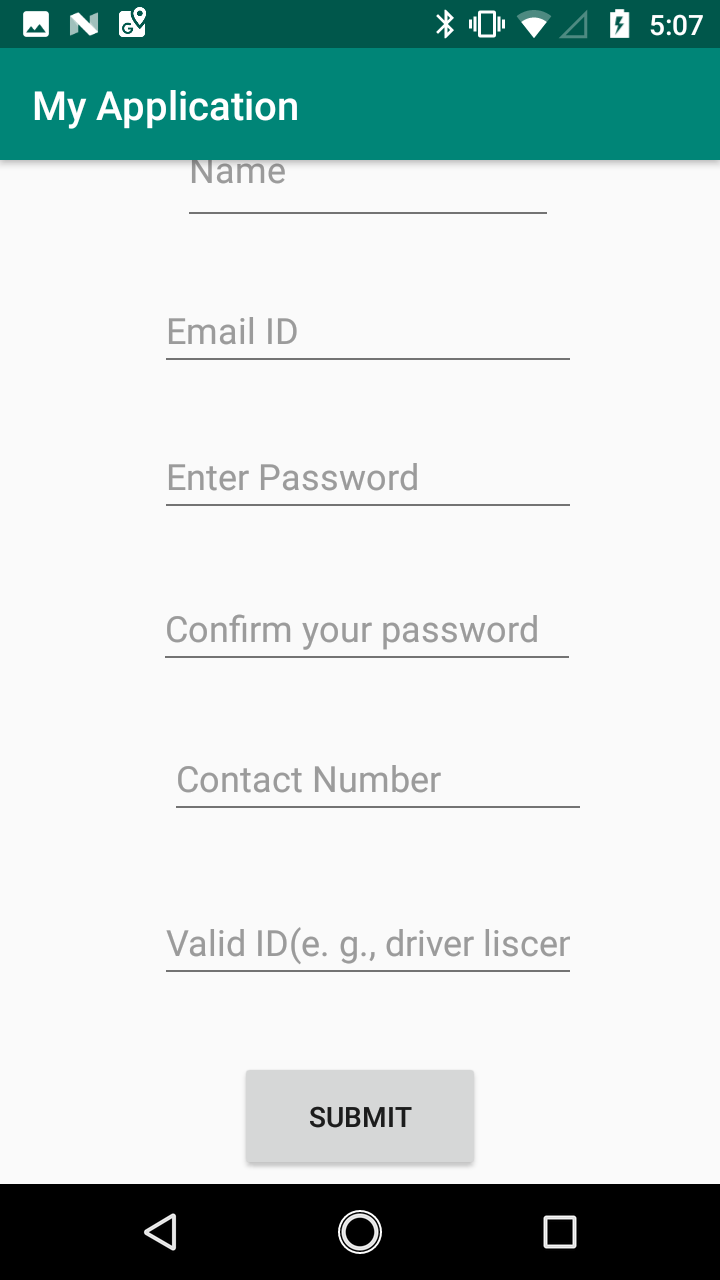 5:07
My Application
Name
Email ID
Enter Password
Confirm your password
Contact Number
Valid ID(e. g., driver liscer
SUBMIT